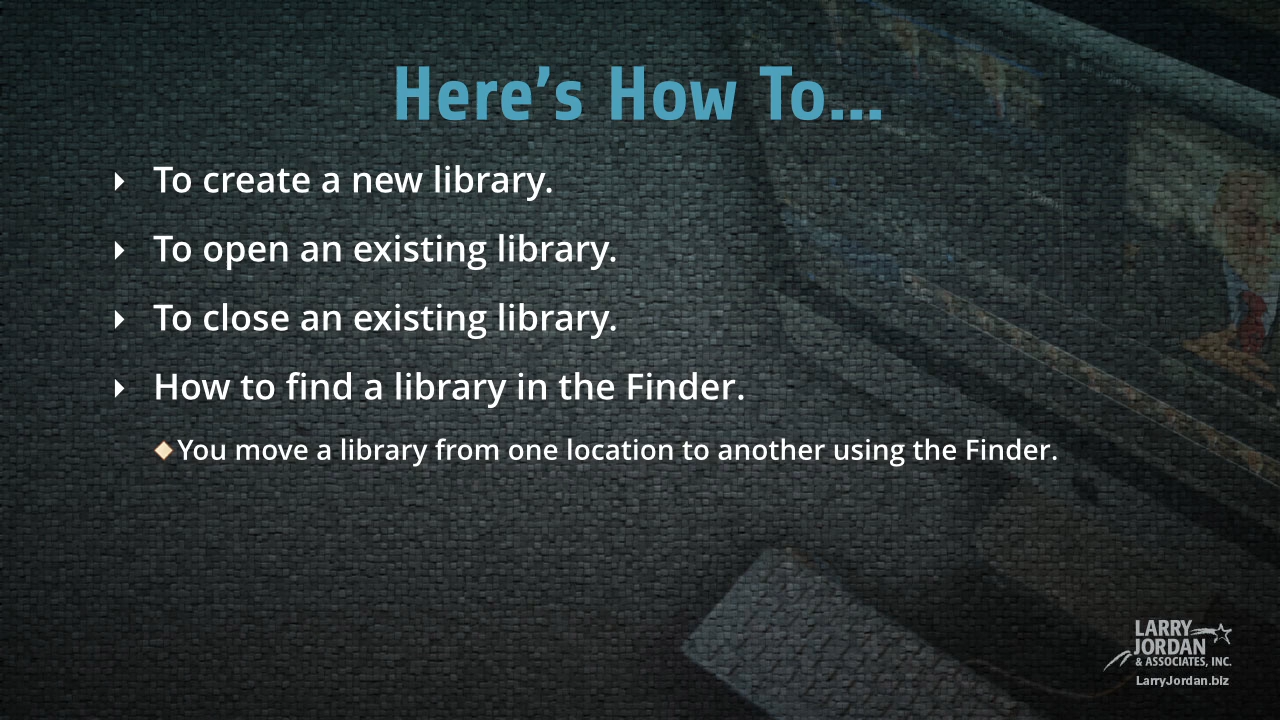 Here’s How To…
To create a new library.
To open an existing library.
To close an existing library.
How to find a library in the Finder.
You move a library from one location to another using the Finder.
LARRY
JORDAN
& ASSOCIATES, INC.
LarryJordan.biz